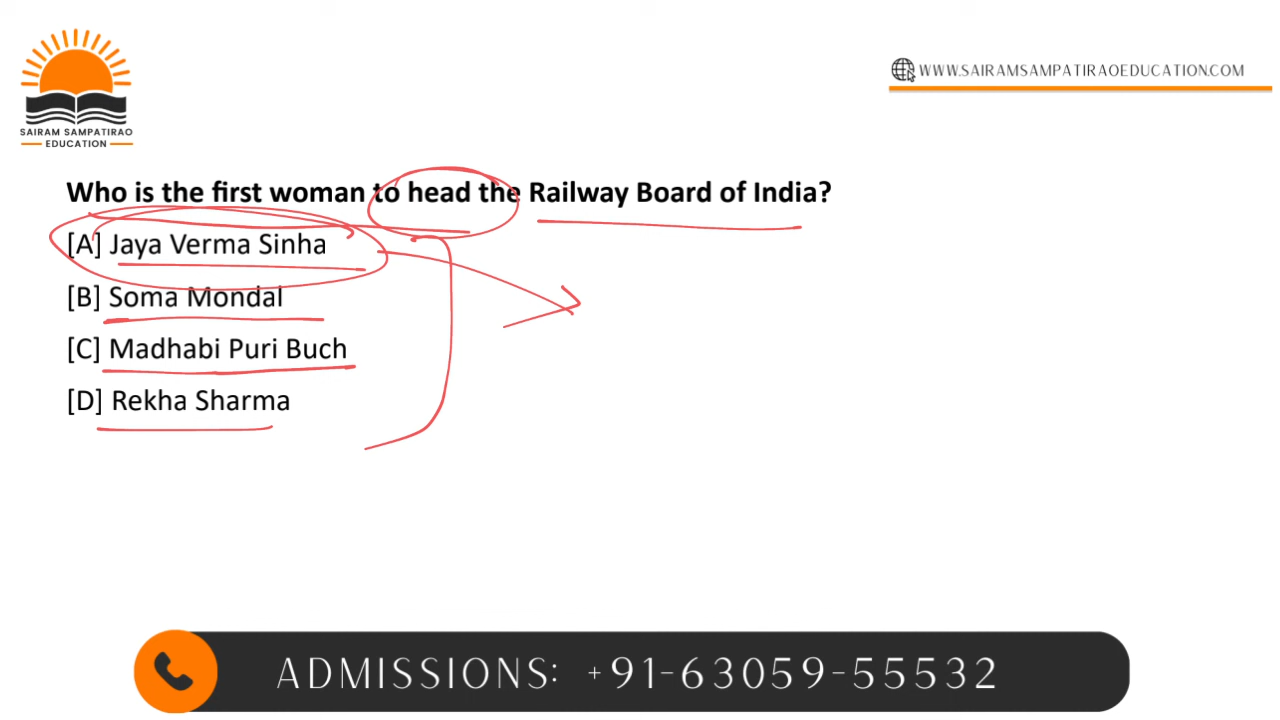 SAIRAM SAMPATIRAO
EDUCATION
WWW.SAIRAMSAMPATIRAOEDUCATION.COM
Who is the first woman to head the Railway Board of India?
[A] Jaya Verma Sinha
[B] Soma Mondal
[C] Madhabi Puri Buch
[D] Rekha Sharma
ADMISSIONS: +91-63059-55532